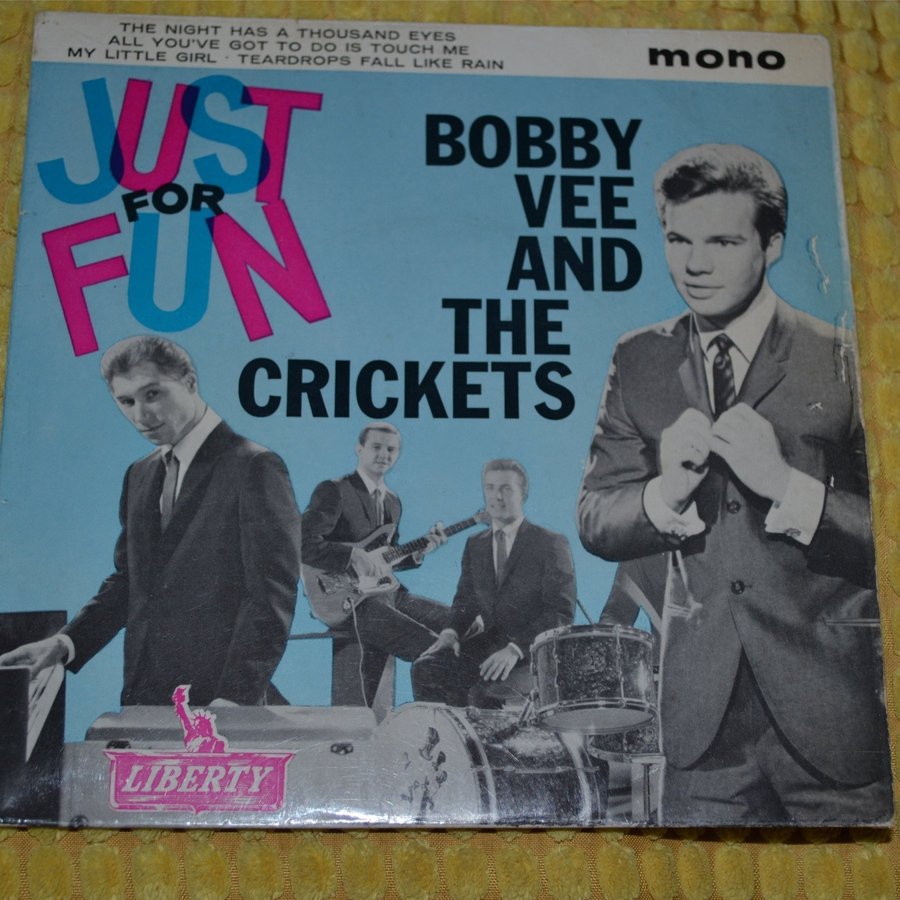 THE NIGHT HAS A THOUSAND EYES
ALL YOU'VE GOT TO DO IS TOUCH ME
MY LITTLE GIRL · TEARDROPS FALL LIKE RAIN
mono
JUST
FOR
FUN
BOBBY
VEE
AND
THE
CRICKETS
LIBERTY